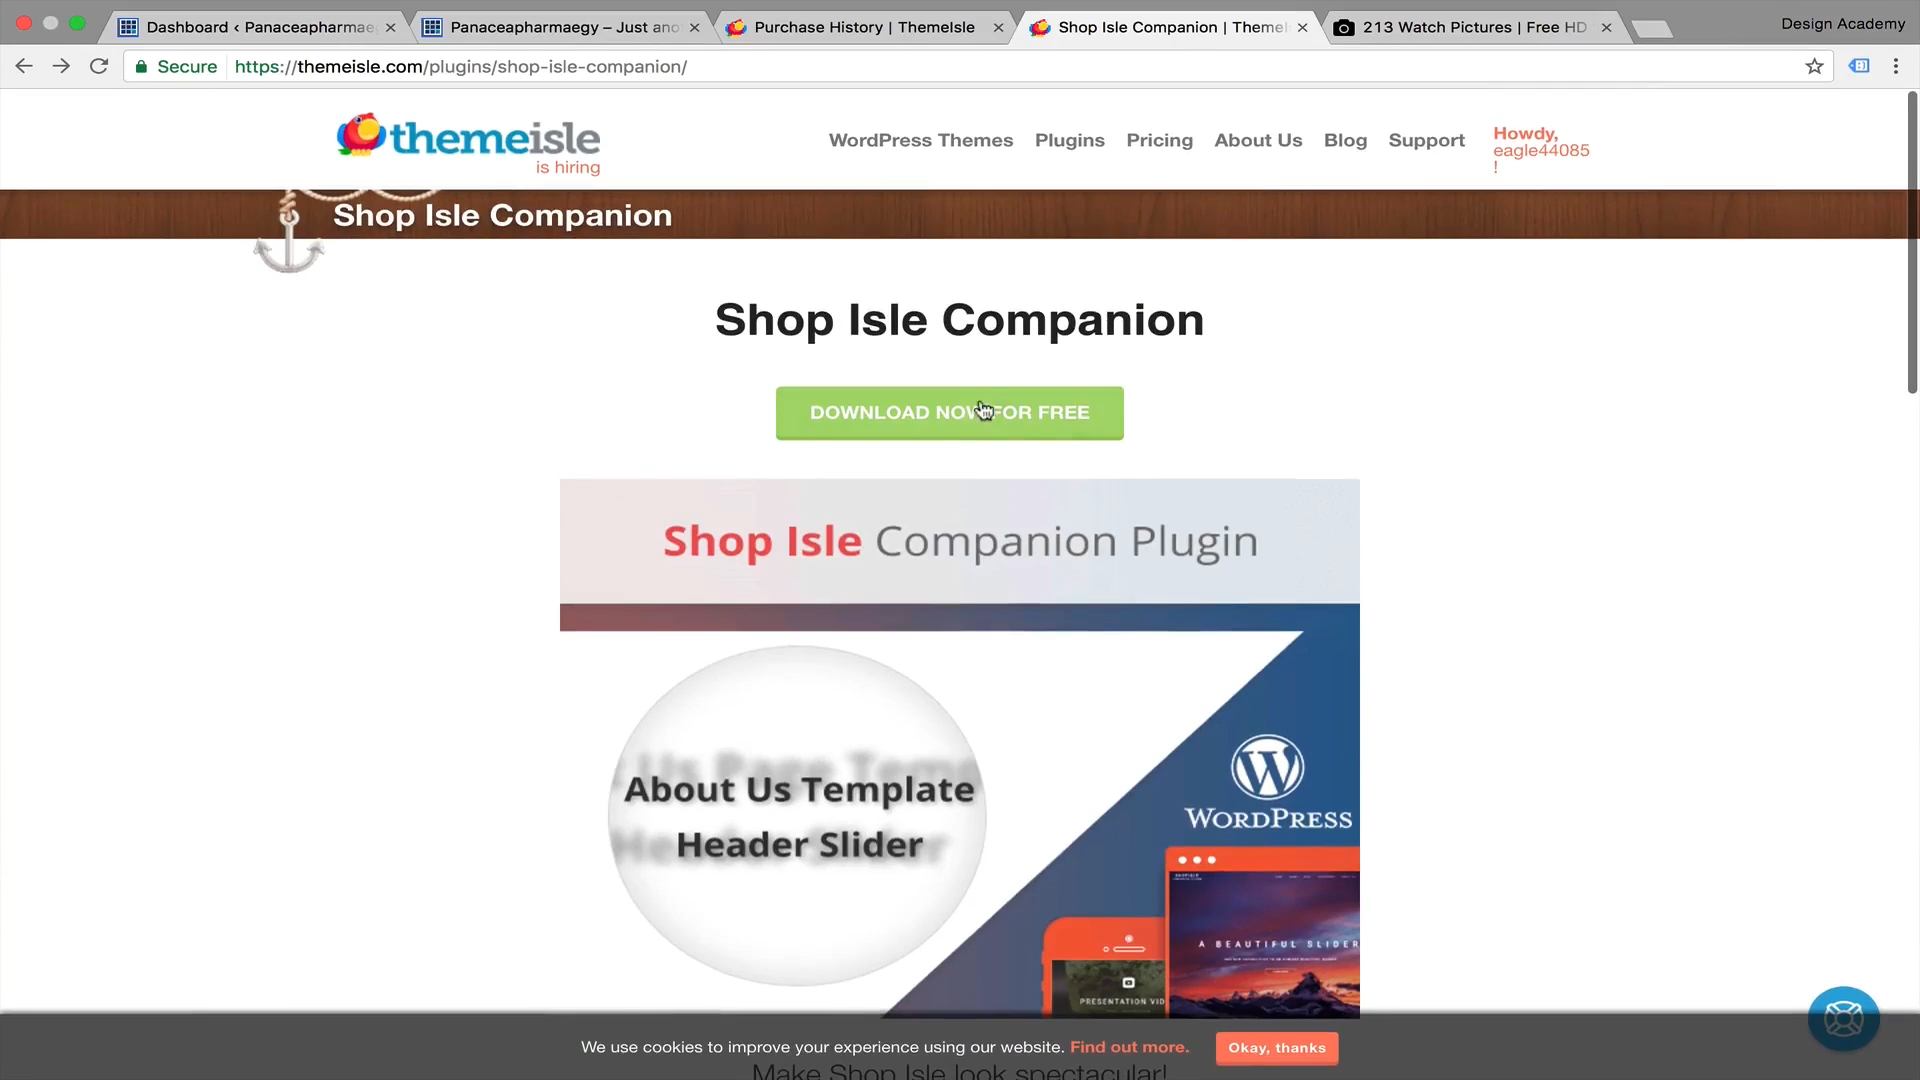 Dashboard ‹ Panaceapharmae
Panaceapharmaegy – Just ano
Purchase History | ThemeIsle
Shop Isle Companion | Themel
213 Watch Pictures | Free HD
Design Academy
Secure
https://themeisle.com/plugins/shop-isle-companion/
themeisle
is hiring
WordPress Themes
Plugins
Pricing
About Us
Blog
Support
Howdy,
eagle44085
!
Shop Isle Companion
Shop Isle Companion
DOWNLOAD NOW FOR FREE
Shop Isle Companion Plugin
About Us Template
Header Slider
WORDPRESS
A BEAUTIFUL SLIDER
PRESENTATION VID
We use cookies to improve your experience using our website. Find out more.
Okay, thanks
Make Shop Isle look spectacular!